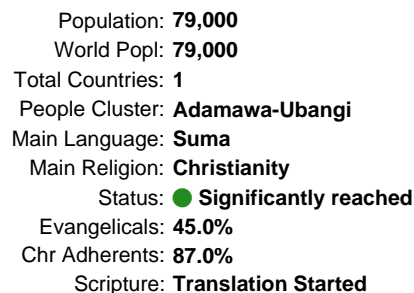 Population: 79,000
World Popl: 79,000
Total Countries: 1
People Cluster: Adamawa-Ubangi
Main Language: Suma
Main Religion: Christianity
Status: Significantly reached
Evangelicals: 45.0%
Chr Adherents: 87.0%
Scripture: Translation Started